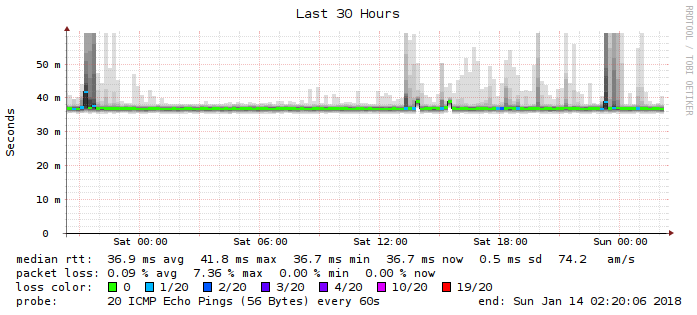 Last 30 Hours
RRDTOOL / TOBI OETIKER
Seconds
50 m
40 m
30 m
20 m
10 m
0
Sat 00:00 Sat 06:00 Sat 12:00 Sat 18:00 Sun 00:00
median rtt: 36.9 ms avg 41.8 ms max 36.7 ms min 36.7 ms now 0.5 ms sd 74.2 am/s
packet loss: 0.09 % avg 7.36 % max 0.00 % min 0.00 % now
loss color: 0 1/20 2/20 3/20 4/20 10/20 19/20
probe: 20 ICMP Echo Pings (56 Bytes) every 60s end: Sun Jan 14 02:20:06 2018